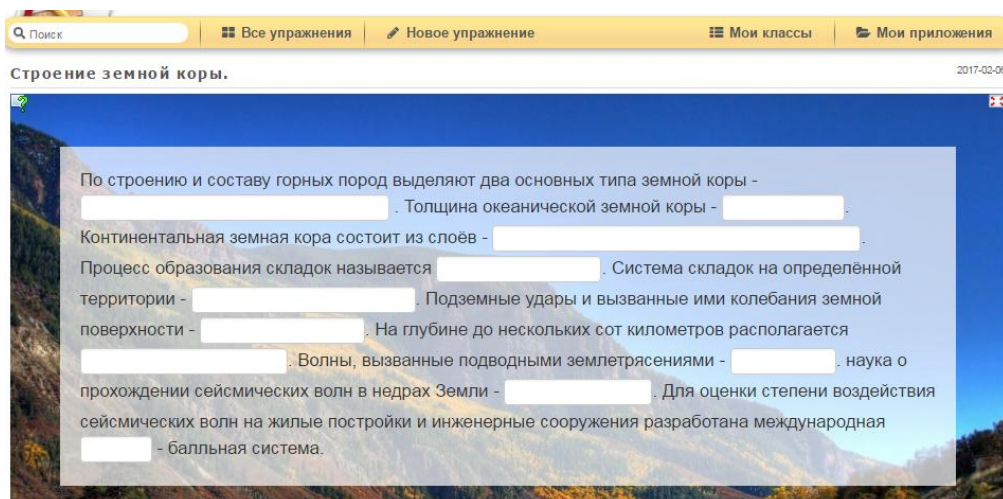 Поиск
Все упражнения
Новое упражнение
Мои классы
Мои приложения
Строение земной коры.
2017-02-06
По строению и составу горных пород выделяют два основных типа земной коры -
. Толщина океанической земной коры - .
Континентальная земная кора состоит из слоёв - .
Процесс образования складок называется . Система складок на определённой
территории - . Подземные удары и вызванные ими колебания земной
поверхности - . На глубине до нескольких сот километров располагается
. Волны, вызванные подводными землетрясениями - . наука о
прохождении сейсмических волн в недрах Земли - . Для оценки степени воздействия
сейсмических волн на жилые постройки и инженерные сооружения разработана международная
- балльная система.